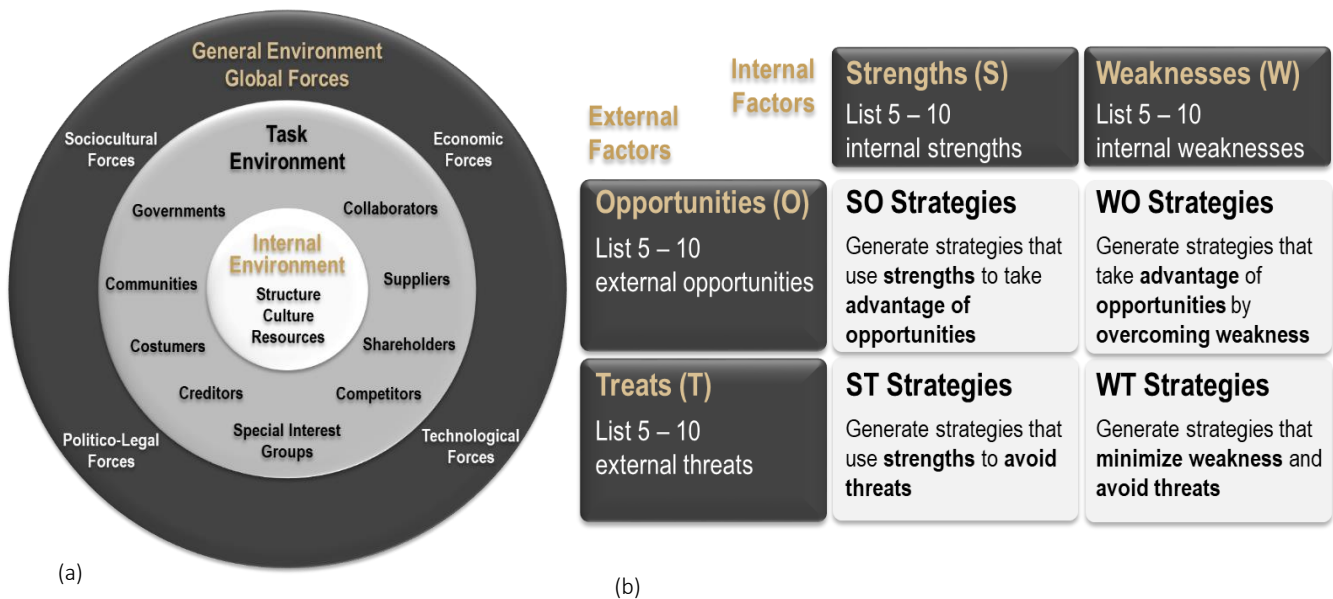 General Environment
Global Forces
Sociocultural
Forces
Economic
Forces
Task
Environment
Governments
Collaborators
Internal
Environment
Structure
Culture
Resources
Communities
Suppliers
Costumers
Shareholders
Creditors
Competitors
Special Interest
Groups
Politico-Legal
Forces
Technological
Forces
(a)
Internal
Factors
External
Factors
Strengths (S)
List 5 – 10
internal strengths
Weaknesses (W)
List 5 – 10
internal weaknesses
Opportunities (O)
List 5 – 10
external opportunities
SO Strategies
Generate strategies that
use strengths to take
advantage of
opportunities
WO Strategies
Generate strategies that
take advantage of
opportunities by
overcoming weakness
Treats (T)
List 5 – 10
external threats
ST Strategies
Generate strategies that
use strengths to avoid
threats
WT Strategies
Generate strategies that
minimize weakness and
avoid threats
(b)